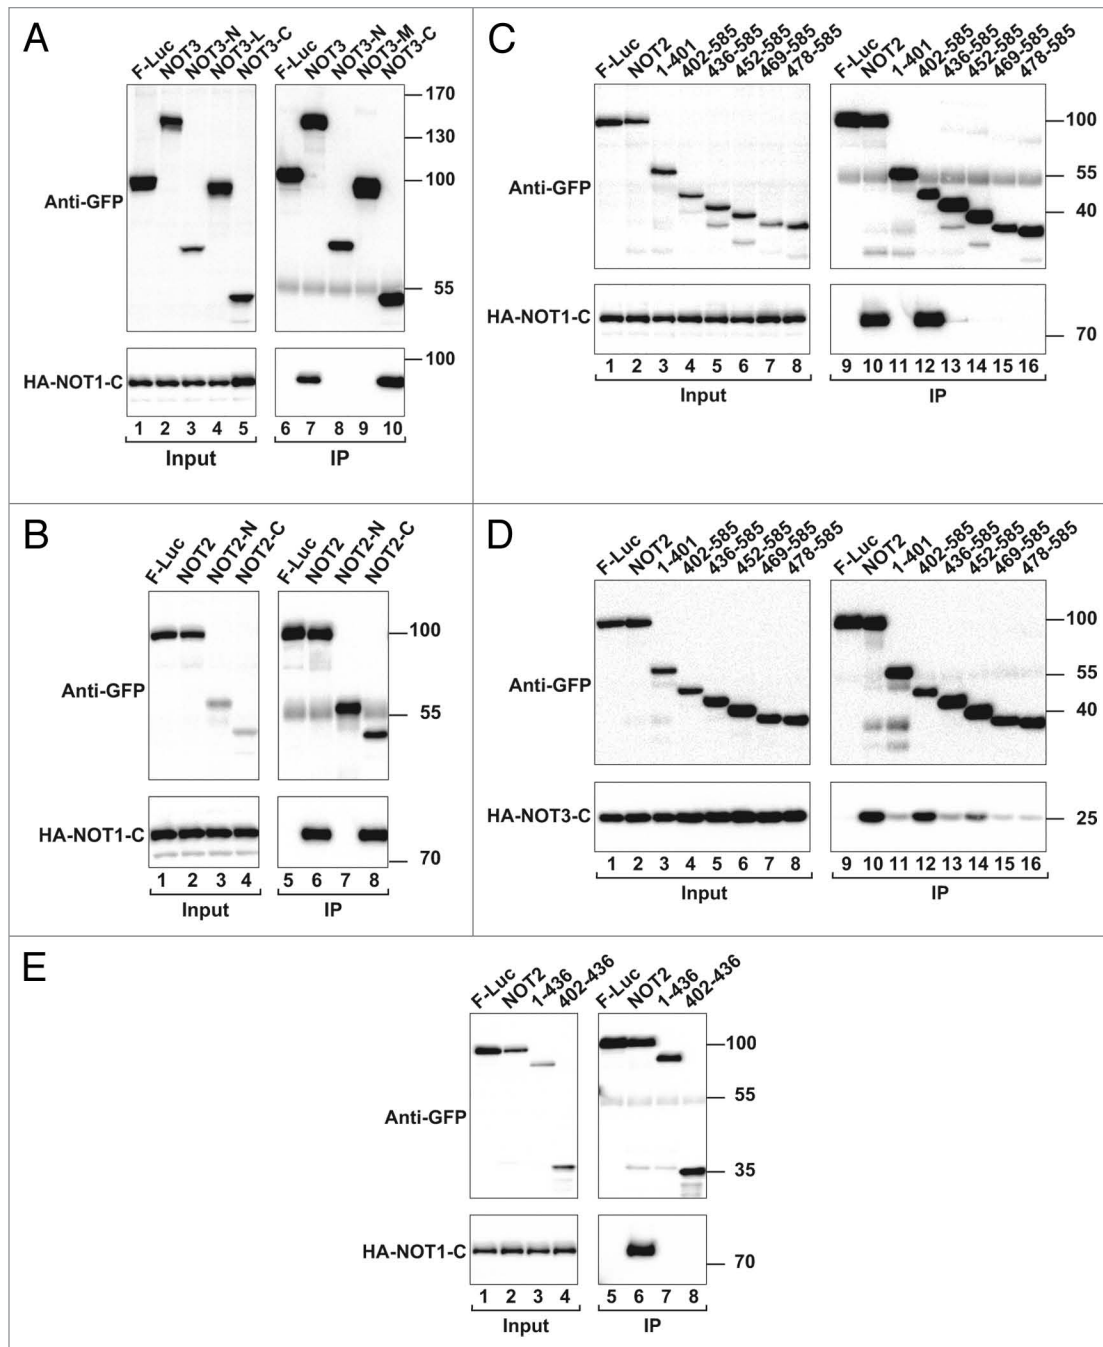 A
F-Luc NOT3 NOT3-N NOT3-L NOT3-C F-Luc NOT3 NOT3-N NOT3-M NOT3-C
170
130
Anti-GFP 100
55
100
HA-NOT1-C
1 2 3 4 5 6 7 8 9 10
Input IP
C
F-Luc NOT2 1-401 402-585 436-585 452-585 469-585 478-585 F-Luc NOT2 1-401 402-585 436-585 452-585 469-585 478-585
100
Anti-GFP 55
40
HA-NOT1-C
70
1 2 3 4 5 6 7 8 9 10 11 12 13 14 15 16
Input IP
B
F-Luc NOT2 NOT2-N NOT2-C F-Luc NOT2 NOT2-N NOT2-C
100
Anti-GFP
55
HA-NOT1-C
70
1 2 3 4 5 6 7 8
Input IP
D
F-Luc NOT2 1-401 402-585 436-585 452-585 469-585 478-585 F-Luc NOT2 1-401 402-585 436-585 452-585 469-585 478-585
100
Anti-GFP 55
40
HA-NOT3-C 25
1 2 3 4 5 6 7 8 9 10 11 12 13 14 15 16
Input IP
E
F-Luc NOT2 1-436 402-436 F-Luc NOT2 1-436 402-436
100
55
Anti-GFP
35
HA-NOT1-C
70
1 2 3 4 5 6 7 8
Input IP